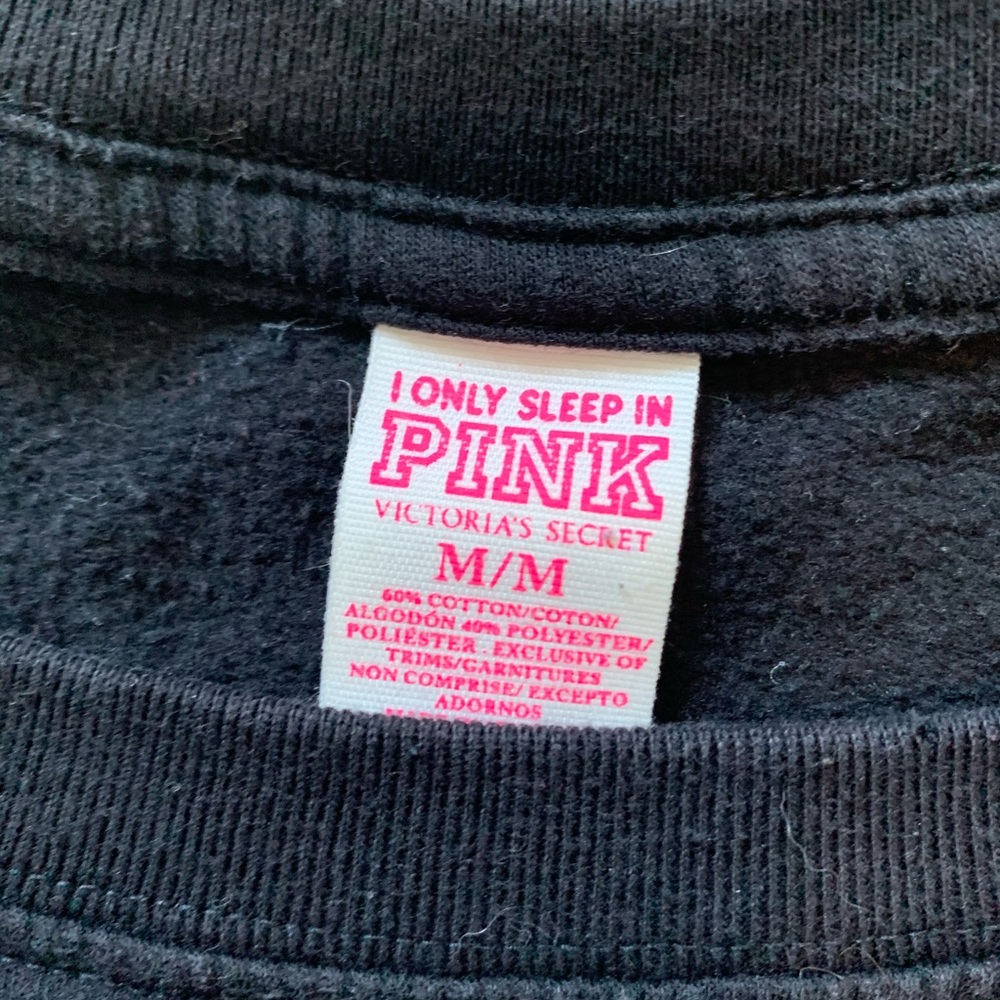 I ONLY SLEEP IN
PINK
VICTORIA'S SECRET
M/M
60% COTTON/COTON/
ALGODÓN 40% POLYESTER/
POLIÉSTER . EXCLUSIVE OF
TRIMS/GARNITURES
NON COMPRISE/ EXCEPTO
ADORNOS